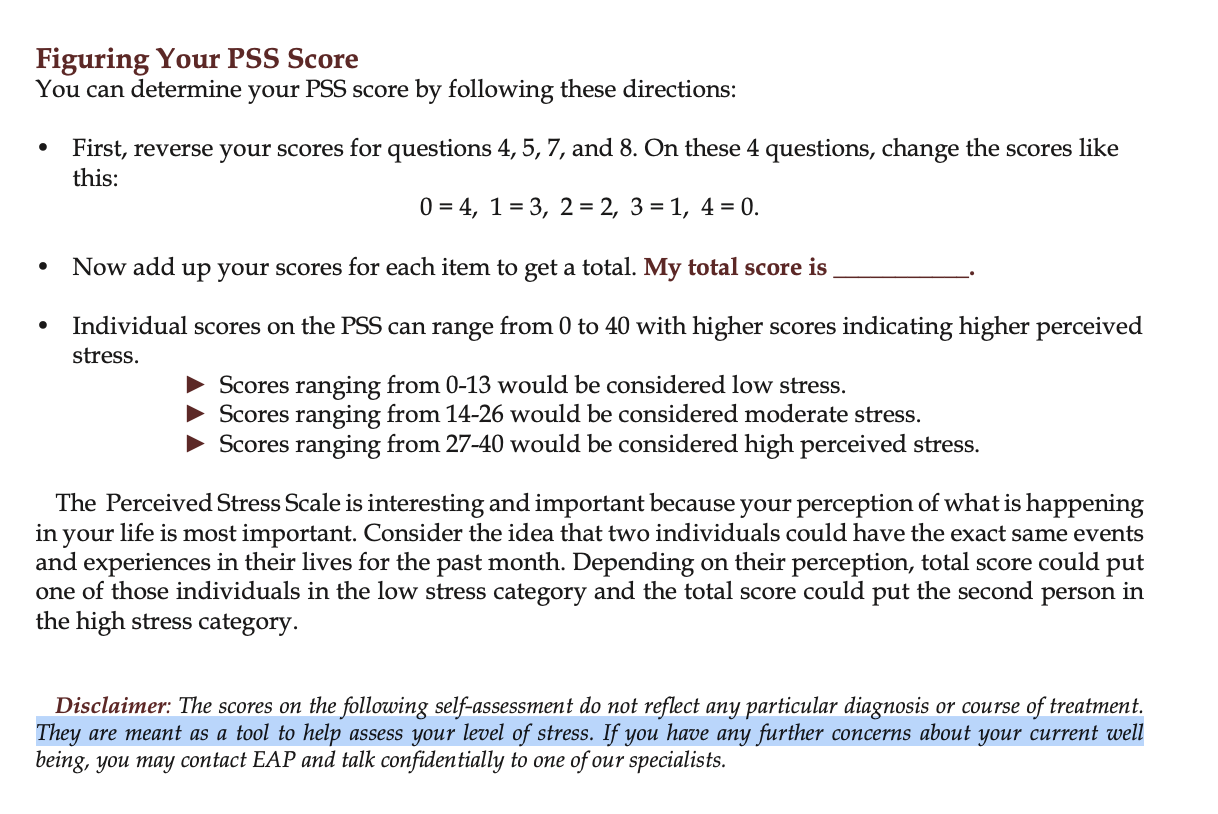 Figuring Your PSS Score
You can determine your PSS score by following these directions:
• First, reverse your scores for questions 4, 5, 7, and 8. On these 4 questions, change the scores like
this:
0 = 4, 1 = 3, 2 = 2, 3 = 1, 4 = 0.
• Now add up your scores for each item to get a total. My total score is ___________.
• Individual scores on the PSS can range from 0 to 40 with higher scores indicating higher perceived
stress.
► Scores ranging from 0-13 would be considered low stress.
► Scores ranging from 14-26 would be considered moderate stress.
► Scores ranging from 27-40 would be considered high perceived stress.
The Perceived Stress Scale is interesting and important because your perception of what is happening
in your life is most important. Consider the idea that two individuals could have the exact same events
and experiences in their lives for the past month. Depending on their perception, total score could put
one of those individuals in the low stress category and the total score could put the second person in
the high stress category.
Disclaimer: The scores on the following self-assessment do not reflect any particular diagnosis or course of treatment.
They are meant as a tool to help assess your level of stress. If you have any further concerns about your current well
being, you may contact EAP and talk confidentially to one of our specialists.